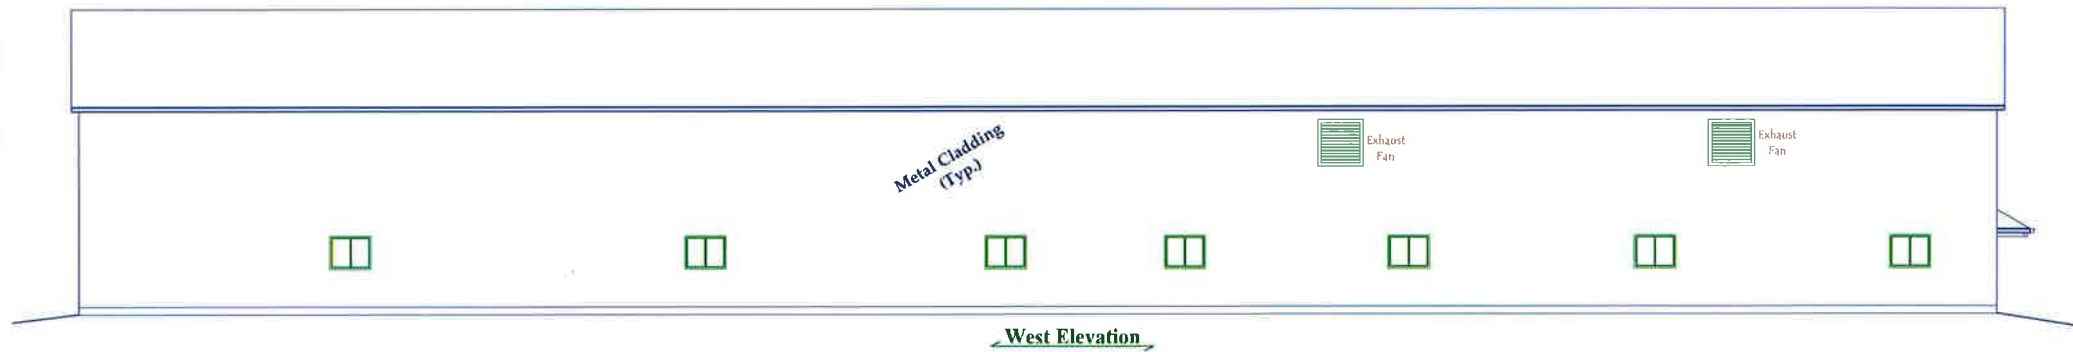 Metal Cladding
(Typ.)
Exhaust
Fan
Exhaust
Fan
West Elevation